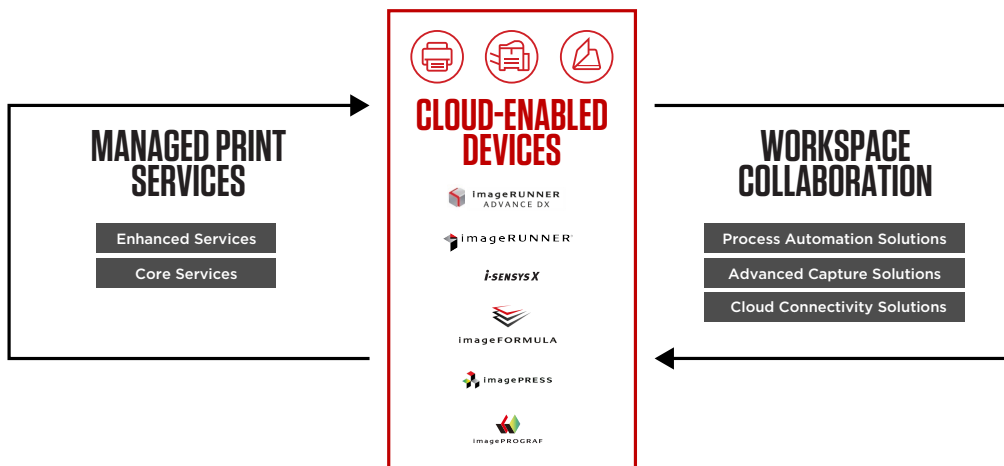 MANAGED PRINT
SERVICES
Enhanced Services
Core Services
CLOUD-ENABLED
DEVICES
imageRUNNER
ADVANCE DX
imageRUNNER®
i-SENSYS X
imageFORMULA
imagePRESS
imagePROGRAF
WORKSPACE
COLLABORATION
Process Automation Solutions
Advanced Capture Solutions
Cloud Connectivity Solutions